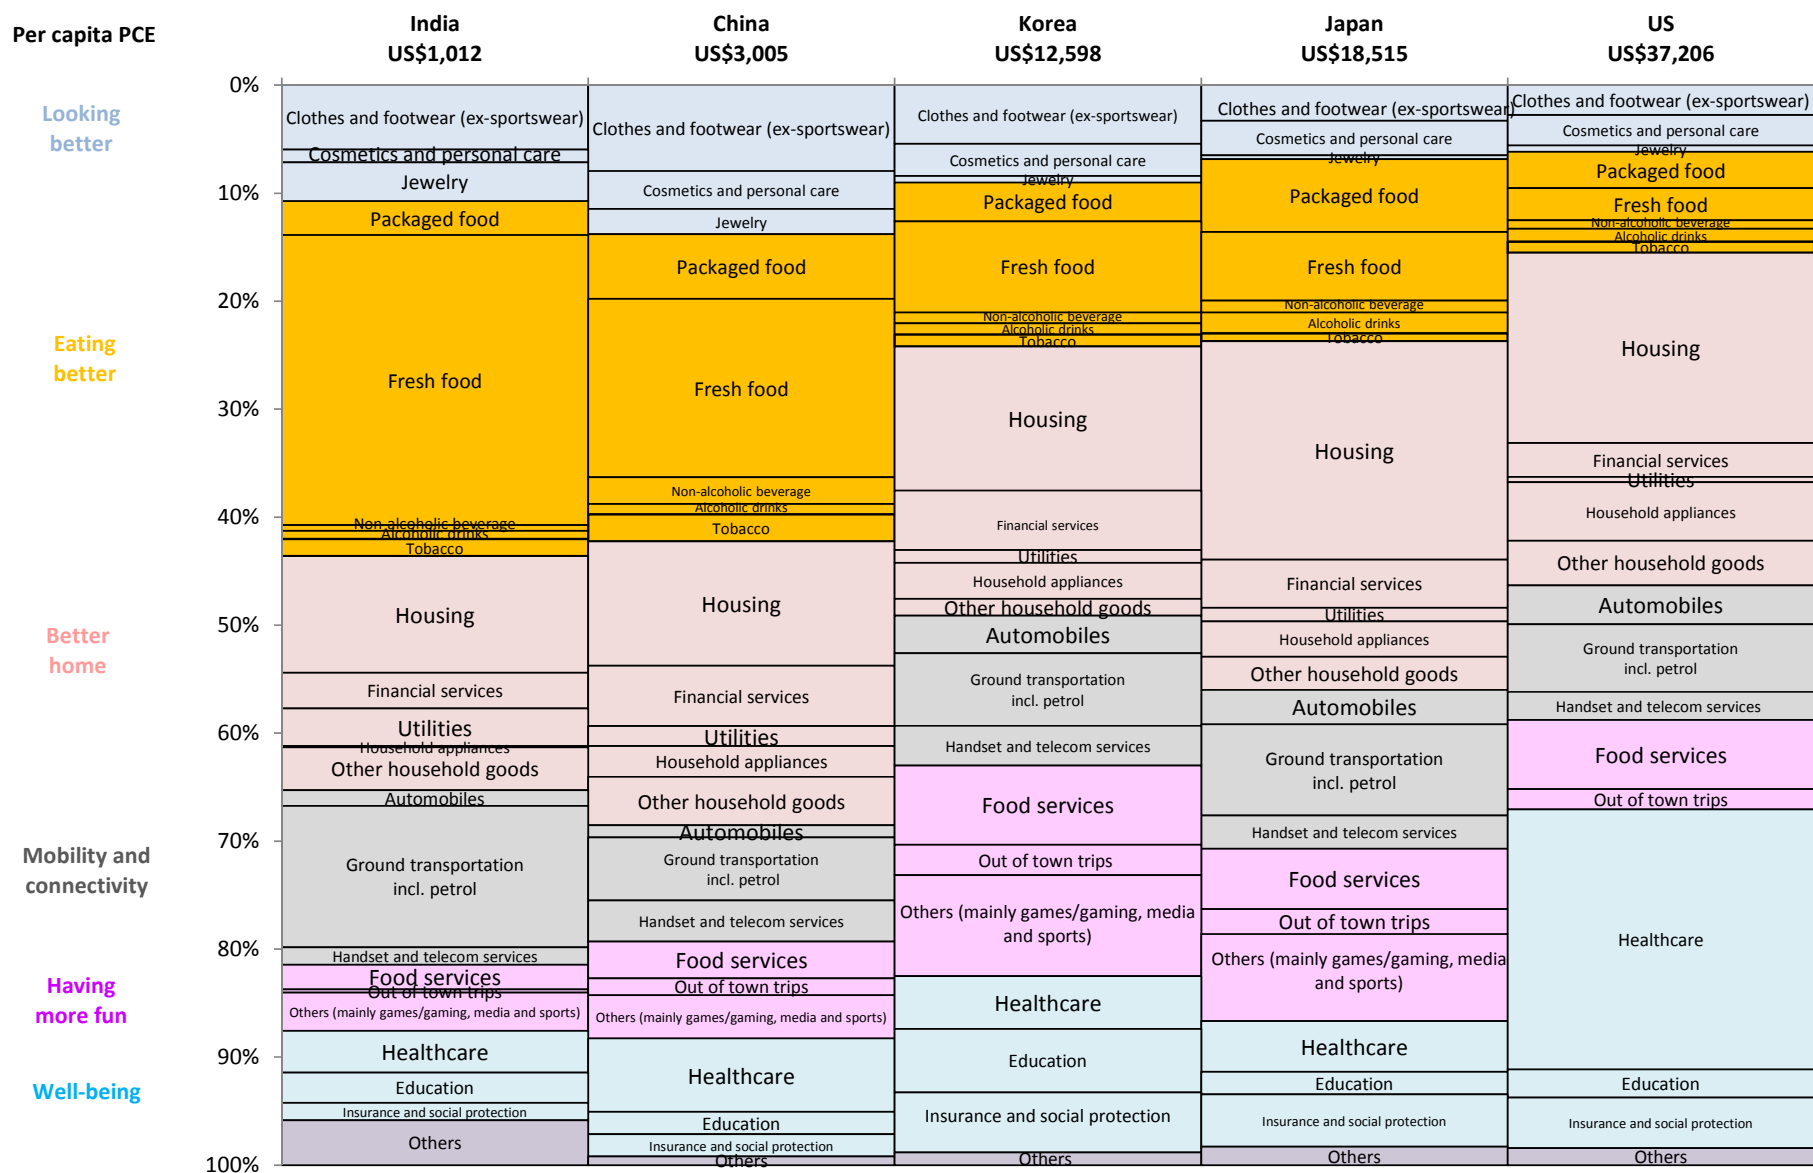 Per capita PCE
India
US$1,012
China
US$3,005
Korea
US$12,598
Japan
US$18,515
US
US$37,206
0%
10%
20%
30%
40%
50%
60%
70%
80%
90%
100%
Looking
better
Eating
better
Better
home
Mobility and
connectivity
Having
more fun
Well-being
Clothes and footwear (ex-sportswear)
Cosmetics and personal care
Jewelry
Packaged food
Fresh food
Non-alcoholic beverage
Alcoholic drinks
Tobacco
Housing
Financial services
Utilities
Household appliances
Other household goods
Automobiles
Ground transportation
incl. petrol
Handset and telecom services
Food services
Out of town trips
Others (mainly games/gaming, media and sports)
Healthcare
Education
Insurance and social protection
Others
Clothes and footwear (ex-sportswear)
Cosmetics and personal care
Jewelry
Packaged food
Fresh food
Non-alcoholic beverage
Alcoholic drinks
Tobacco
Housing
Financial services
Utilities
Household appliances
Other household goods
Automobiles
Ground transportation
incl. petrol
Handset and telecom services
Food services
Out of town trips
Others (mainly games/gaming, media and sports)
Healthcare
Education
Insurance and social protection
Others
Clothes and footwear (ex-sportswear)
Cosmetics and personal care
Jewelry
Packaged food
Fresh food
Non-alcoholic beverage
Alcoholic drinks
Tobacco
Housing
Financial services
Utilities
Household appliances
Other household goods
Automobiles
Ground transportation
incl. petrol
Handset and telecom services
Food services
Out of town trips
Others (mainly games/gaming, media
and sports)
Healthcare
Education
Insurance and social protection
Others
Clothes and footwear (ex-sportswear)
Cosmetics and personal care
Jewelry
Packaged food
Fresh food
Non-alcoholic beverage
Alcoholic drinks
Tobacco
Housing
Financial services
Utilities
Household appliances
Other household goods
Automobiles
Ground transportation
incl. petrol
Handset and telecom services
Food services
Out of town trips
Others (mainly games/gaming, media
and sports)
Healthcare
Education
Insurance and social protection
Others
Clothes and footwear (ex-sportswear)
Cosmetics and personal care
Jewelry
Packaged food
Fresh food
Non-alcoholic beverage
Alcoholic drinks
Tobacco
Housing
Financial services
Utilities
Household appliances
Other household goods
Automobiles
Ground transportation
incl. petrol
Handset and telecom services
Food services
Out of town trips
Healthcare
Education
Insurance and social protection
Others